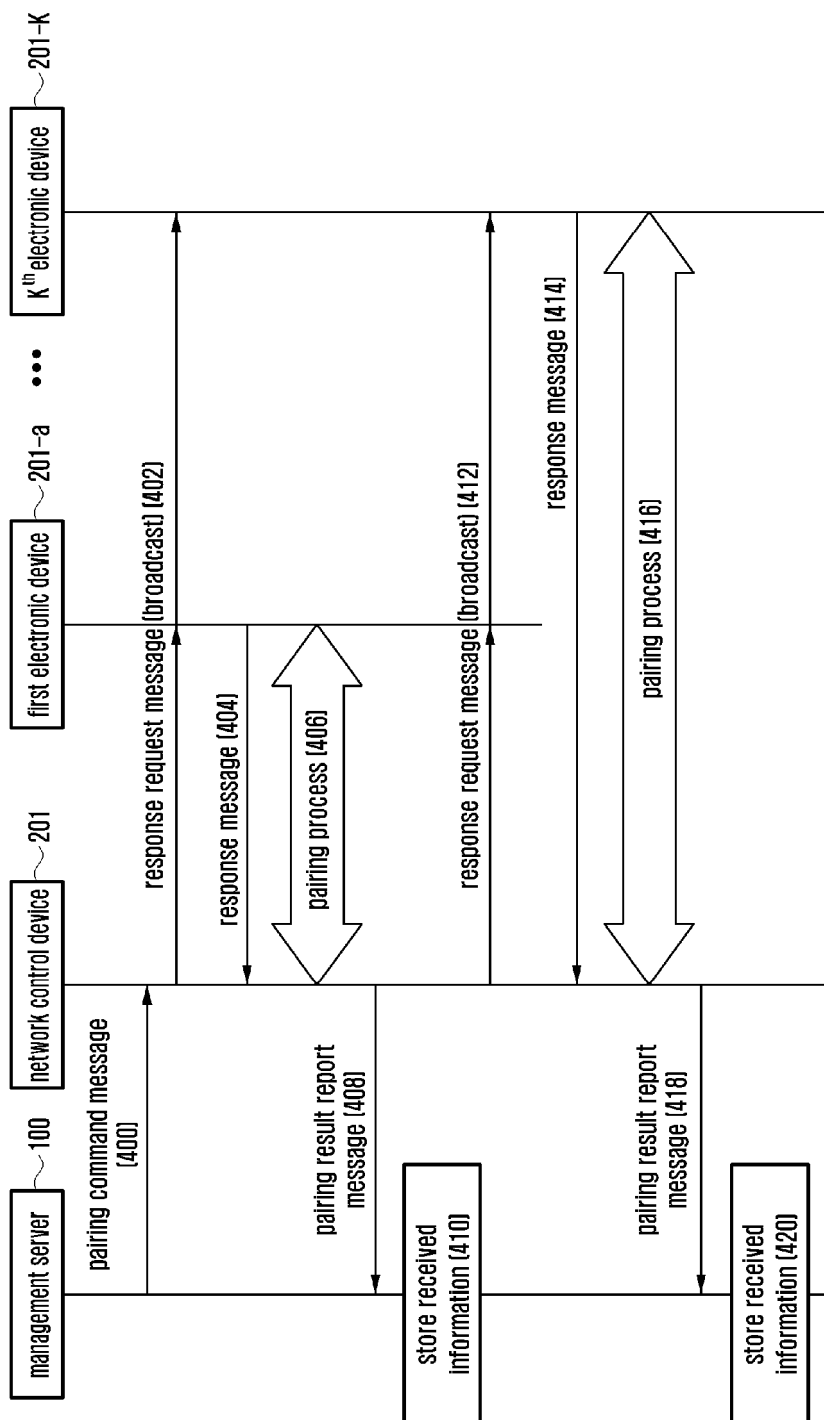 management server
100
network control device
201
first electronic device
201-a
•••
Kth electronic device
201-K
pairing command message
[400]
response request message (broadcast) [402]
response message [404]
pairing process [406]
pairing result report
message [408]
store received
information [410]
response request message (broadcast) [412]
response message [414]
pairing process [416]
pairing result report
message [418]
store received
information [420]